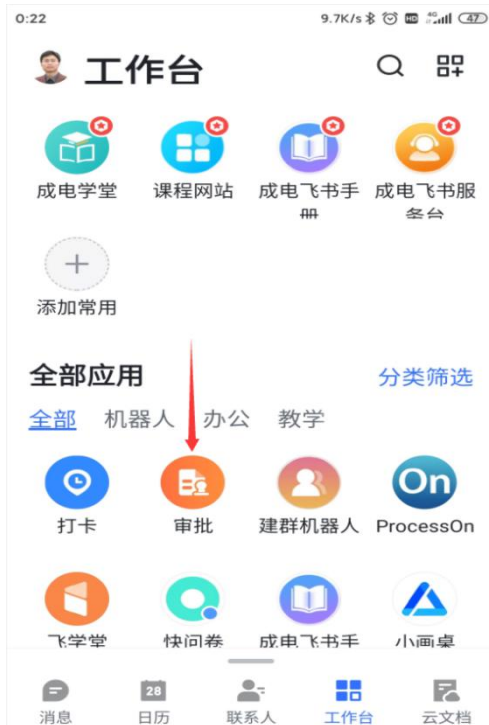 0:22
9.7K/s HD 4G 42
工作台
成电学堂
课程网站
成电飞书手
册
成电飞书服
务台
添加常用
全部应用
分类筛选
全部 机器人 办公 教学
打卡
审批
建群机器人
On
ProcessOn
飞学堂
快问卷
成电飞书手
小画桌
28
消息
日历
联系人
工作台
云文档